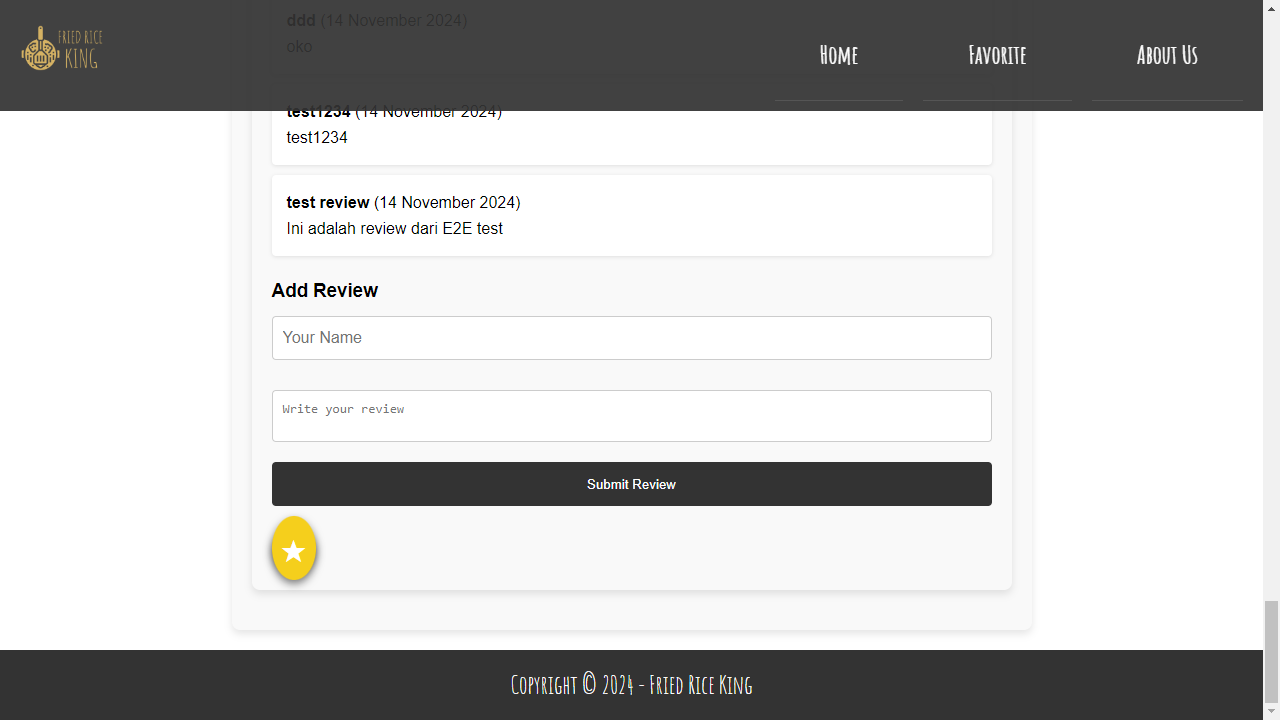 FRIED RICE
KING
Home
Favorite
About Us
ddd (14 November 2024)
oko
test1234 (14 November 2024)
test1234
test review (14 November 2024)
Ini adalah review dari E2E test
Add Review
Your Name
Write your review
Submit Review
Copyright © 2024 - Fried Rice King